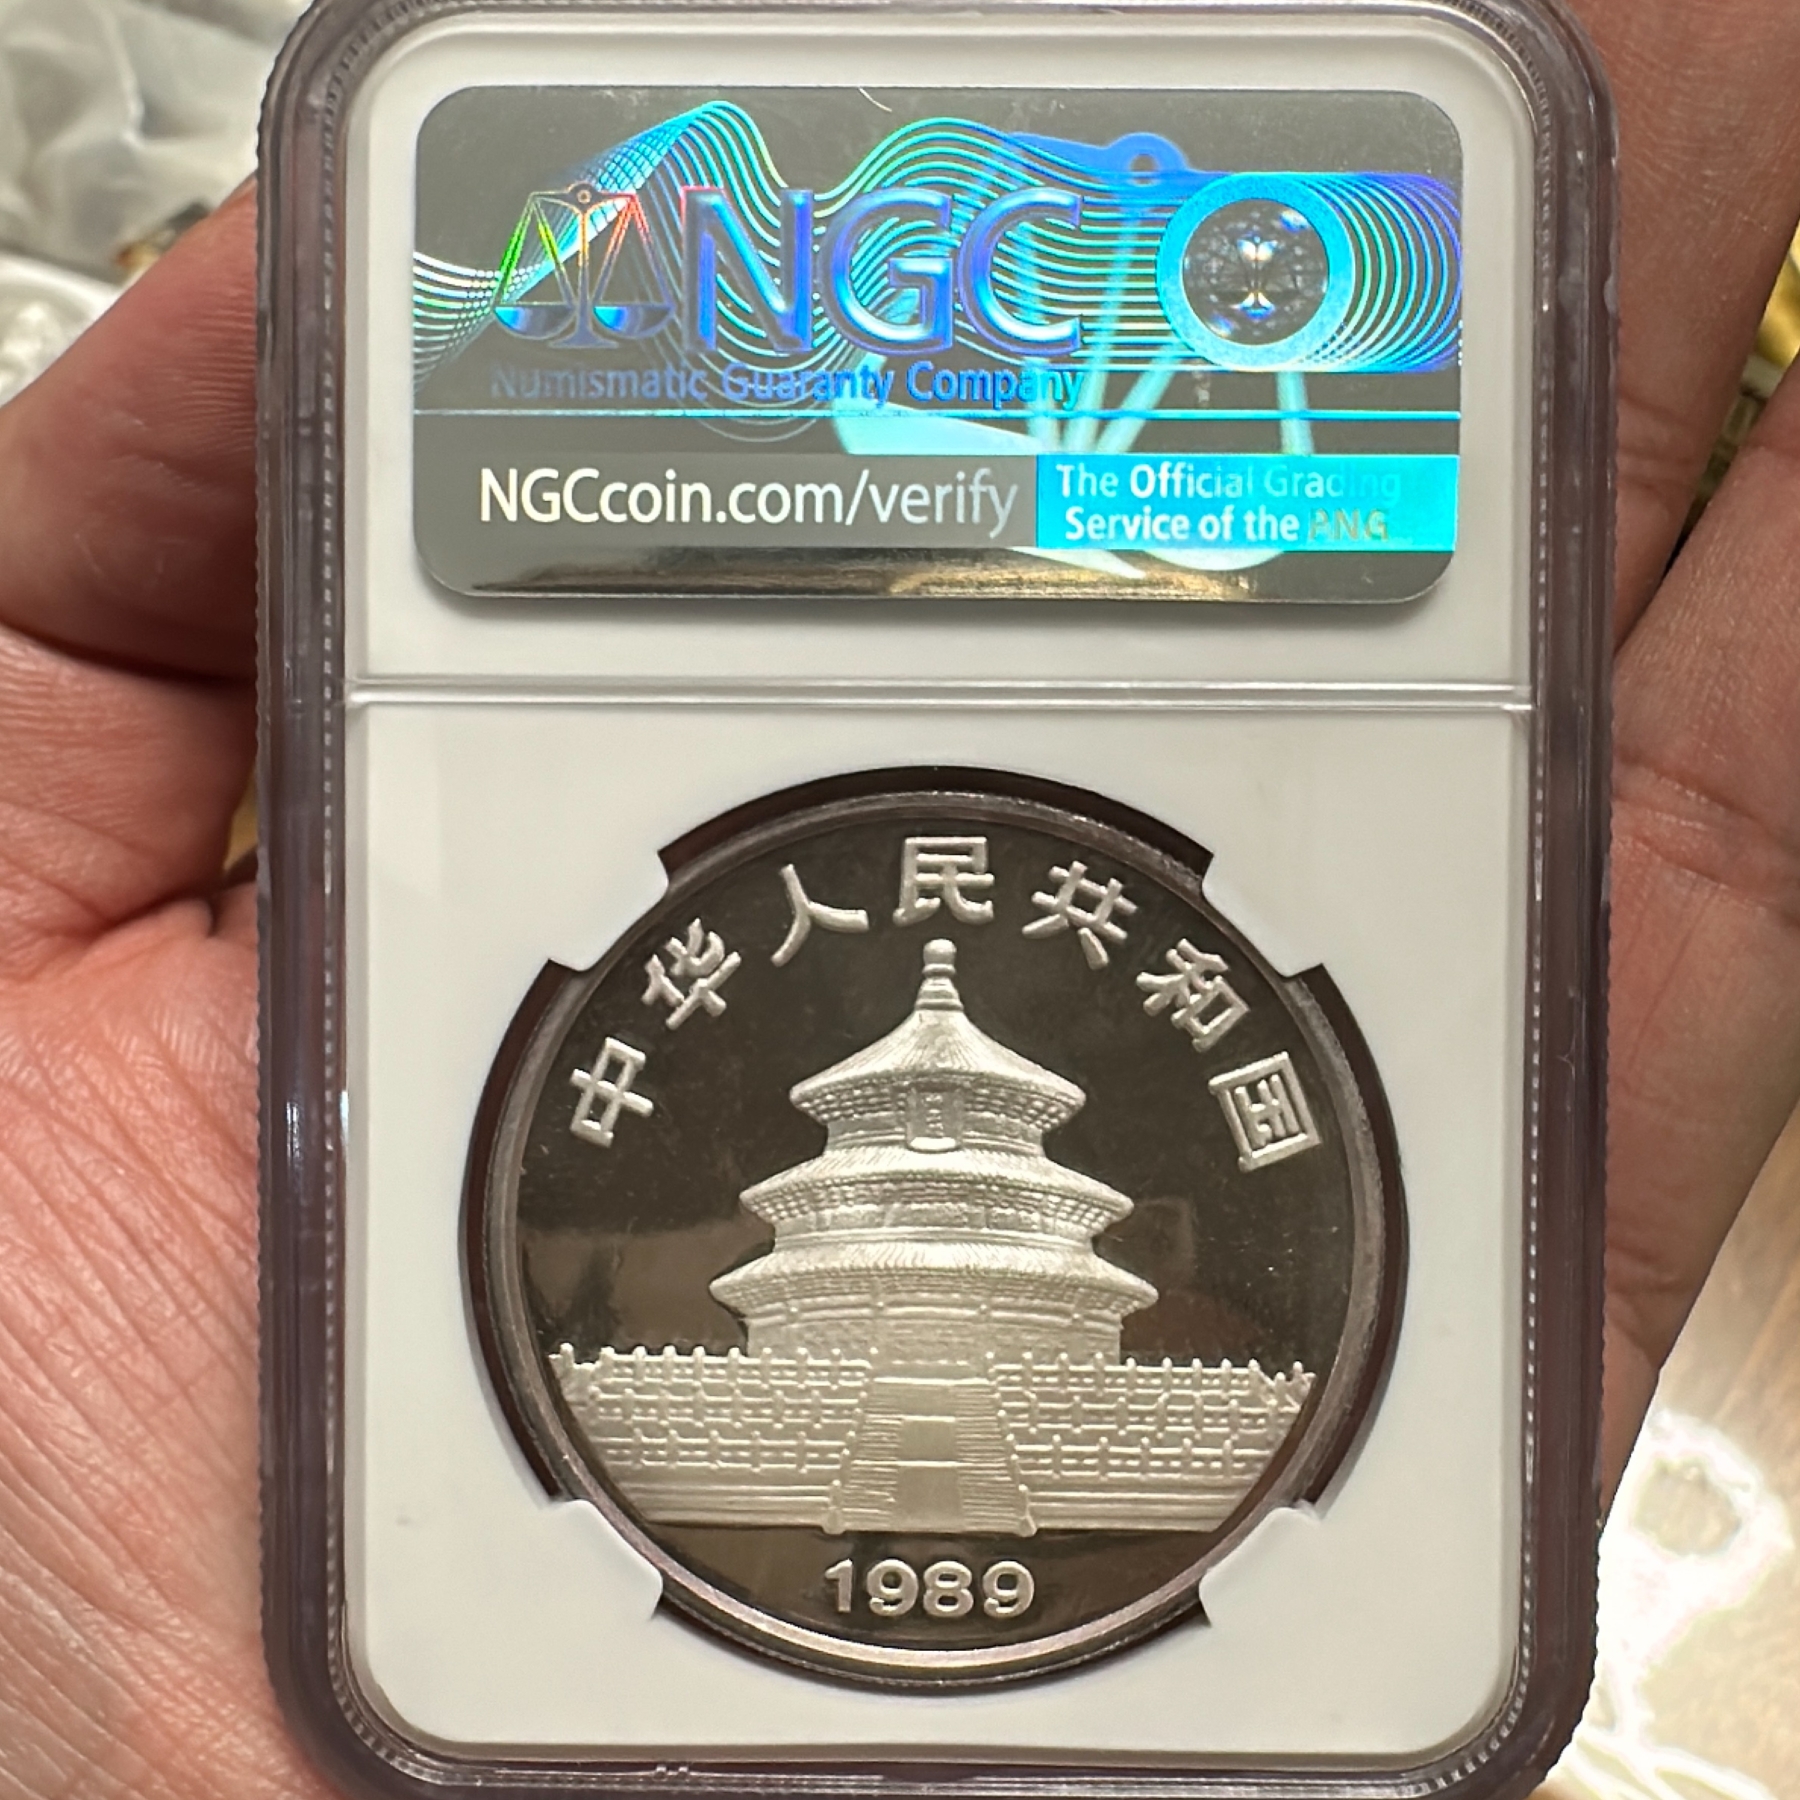 NGC
Numismatic Guaranty Company
NGCcoin.com/verify
The Official Grading
Service of the ANA
中华人民共和国
1989